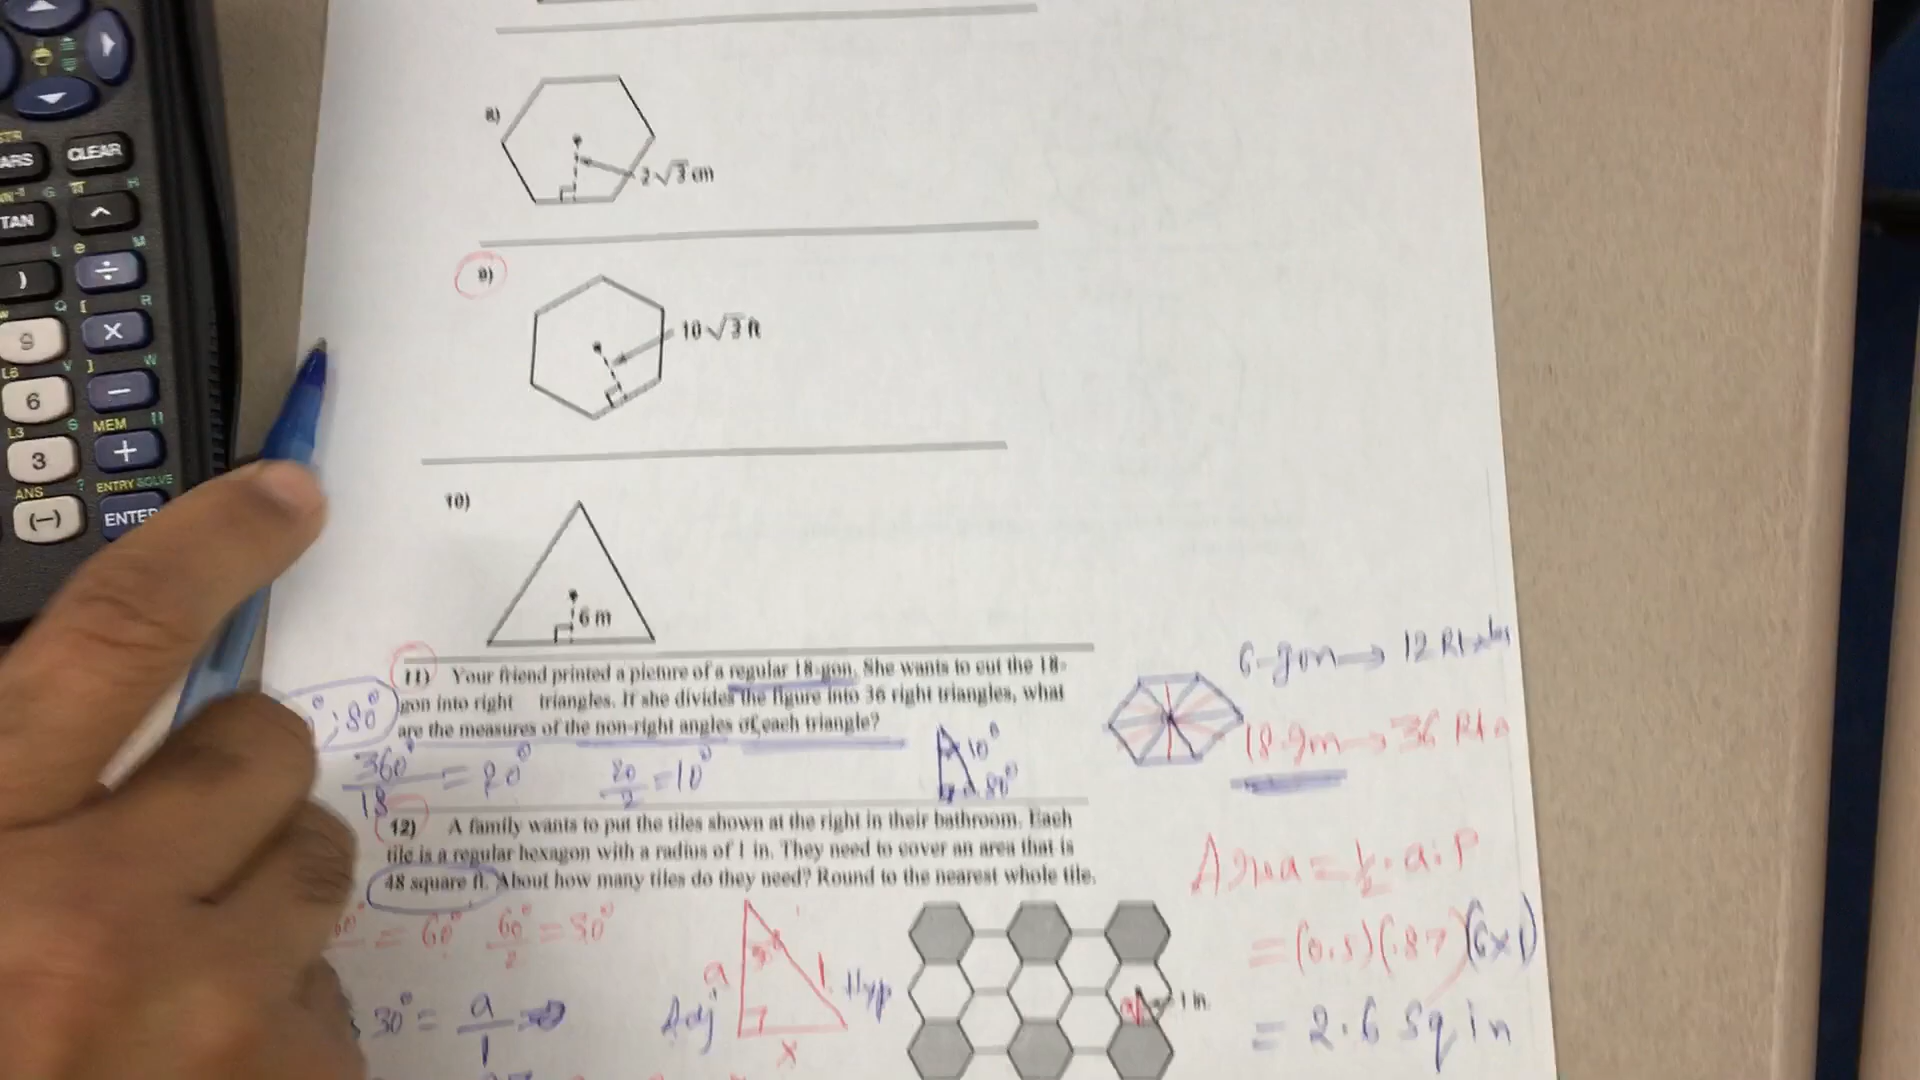 CLEAR
TAN
^
÷
)
9
×
L6
6
−
L3
MEM
3
+
ANS
?
ENTRY SOLVE
(−)
ENTER
8)
2√3 cm
9)
10√3 ft
10)
6 m
6-gon → 12 Rt
11) Your friend printed a picture of a regular 18-gon. She wants to cut the 18-
gon into right triangles. If she divides the figure into 36 right triangles, what
are the measures of the non-right angles of each triangle?
; 80°
18-gon → 36 Rt
360°/18 = 20°
20/2 = 10°
10°
80°
12) A family wants to put the tiles shown at the right in their bathroom. Each
tile is a regular hexagon with a radius of 1 in. They need to cover an area that is
48 square ft. About how many tiles do they need? Round to the nearest whole tile.
Area = ½ · a · P
= 60° 60°/2 = 30°
= (0.5)(.87)(6×1)
30°
a
1
Hyp
Adj
x
a
1 in.
30° = a/1 ⇒
= 2.6 sq in